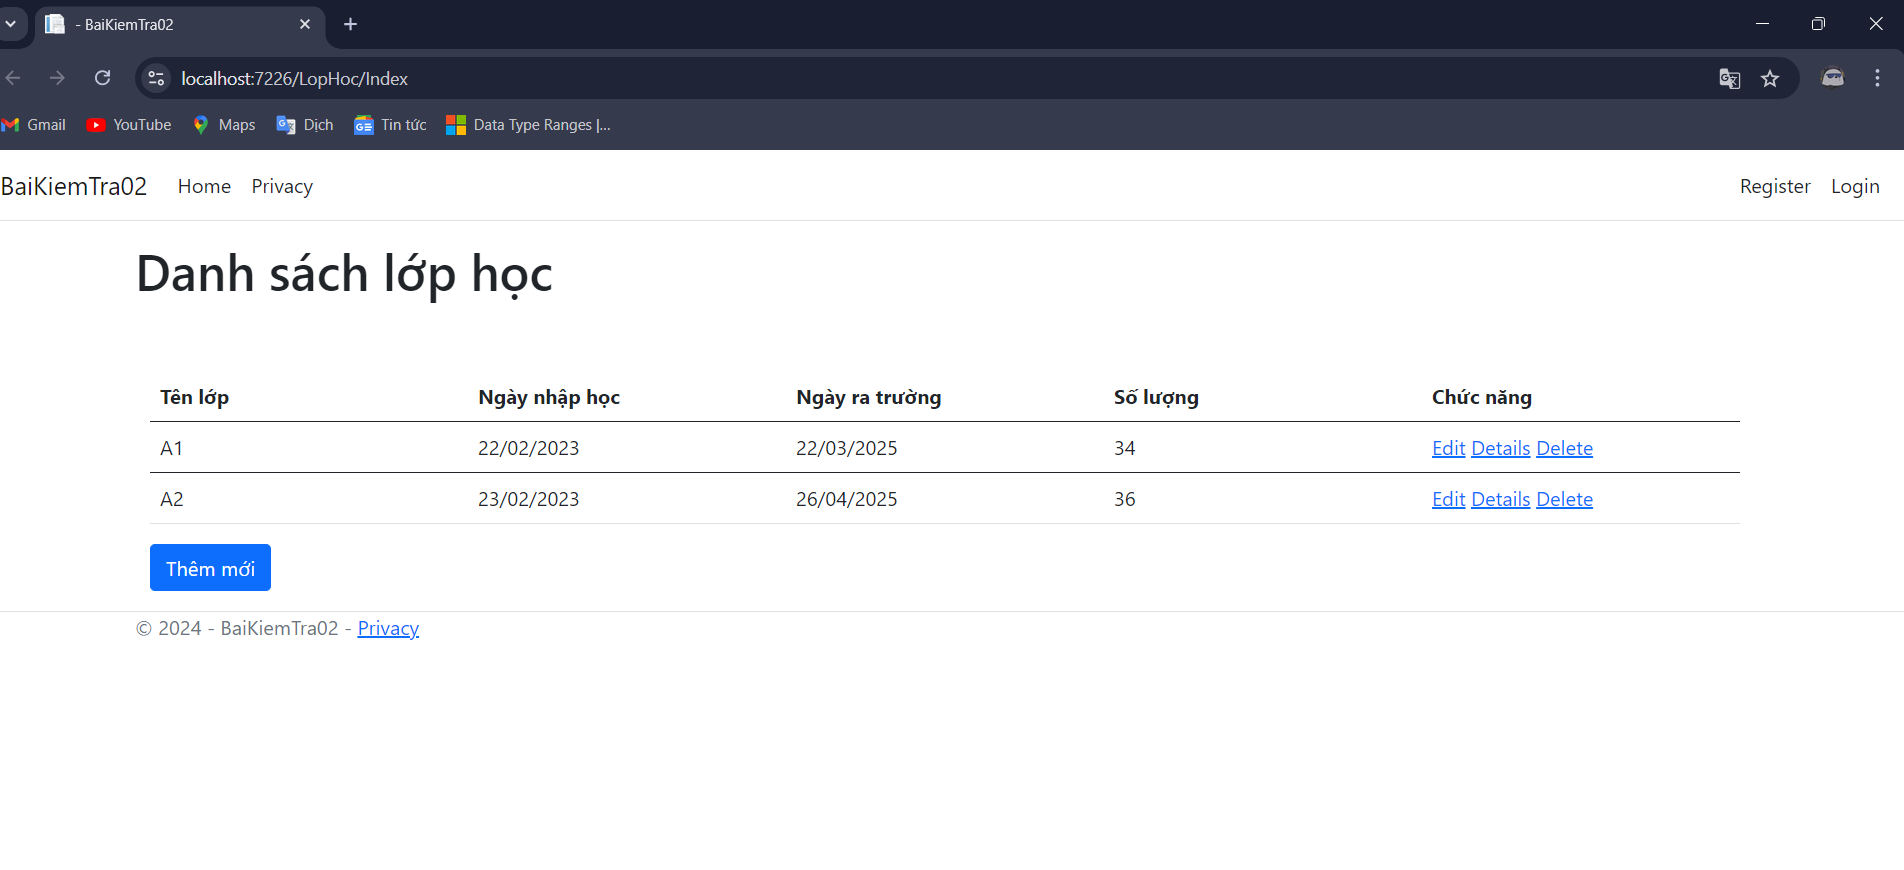 - BaiKiemTra02
localhost:7226/LopHoc/Index
Gmail YouTube Maps Dịch Tin tức Data Type Ranges |...
BaiKiemTra02 Home Privacy Register Login
Danh sách lớp học
Tên lớp Ngày nhập học Ngày ra trường Số lượng Chức năng
A1 22/02/2023 22/03/2025 34 Edit Details Delete
A2 23/02/2023 26/04/2025 36 Edit Details Delete
Thêm mới
© 2024 - BaiKiemTra02 - Privacy